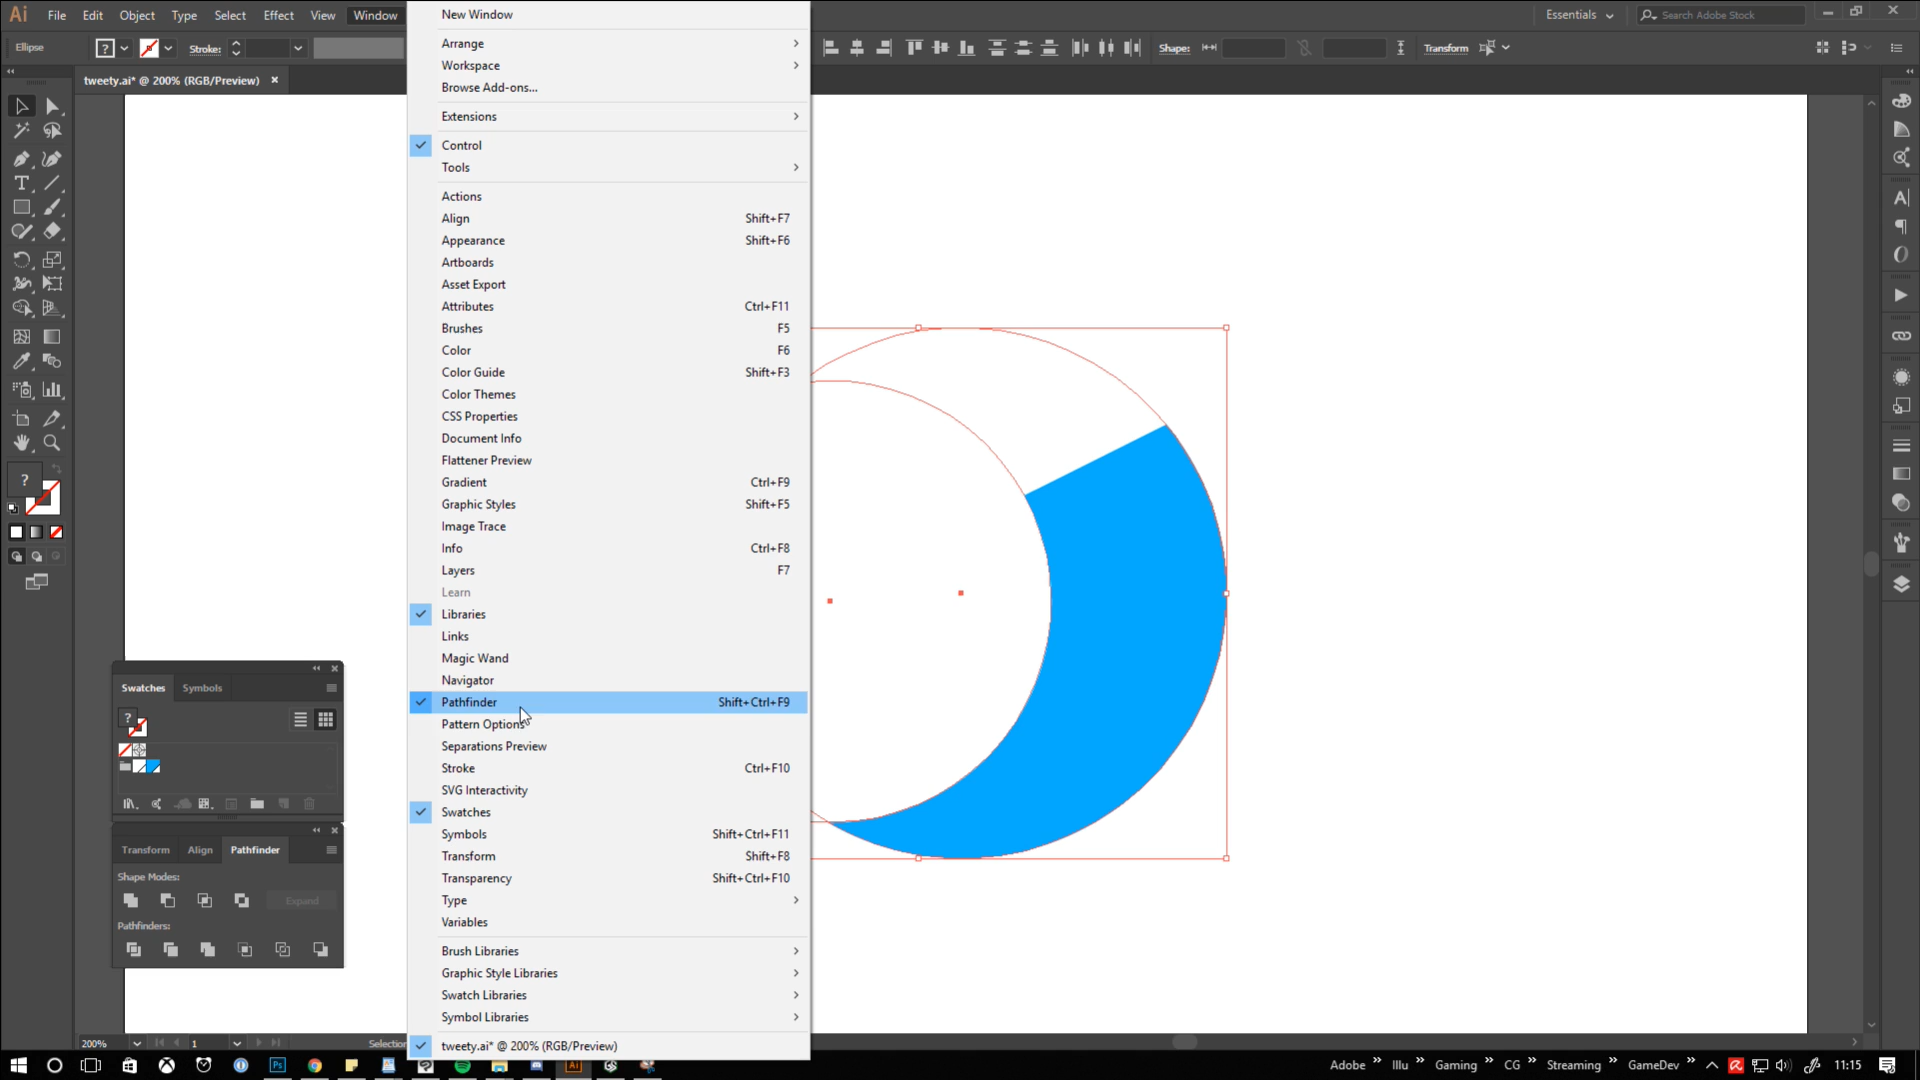 Ai File Edit Object Type Select Effect View Window Essentials Search Adobe Stock
Ellipse ? Stroke: Shape: Transform
tweety.ai* @ 200% (RGB/Preview)
New Window
Arrange
Workspace
Browse Add-ons...
Extensions
Control
Tools
Actions
Align Shift+F7
Appearance Shift+F6
Artboards
Asset Export
Attributes Ctrl+F11
Brushes F5
Color F6
Color Guide Shift+F3
Color Themes
CSS Properties
Document Info
Flattener Preview
Gradient Ctrl+F9
Graphic Styles Shift+F5
Image Trace
Info Ctrl+F8
Layers F7
Learn
Libraries
Links
Magic Wand
Navigator
Pathfinder Shift+Ctrl+F9
Pattern Options
Separations Preview
Stroke Ctrl+F10
SVG Interactivity
Swatches
Symbols Shift+Ctrl+F11
Transform Shift+F8
Transparency Shift+Ctrl+F10
Type
Variables
Brush Libraries
Graphic Style Libraries
Swatch Libraries
Symbol Libraries
tweety.ai* @ 200% (RGB/Preview)
?
Swatches Symbols
?
Transform Align Pathfinder
Shape Modes:
Expand
Pathfinders:
200% 1 Selection
Ps Ai Adobe Illu Gaming CG Streaming GameDev 11:15